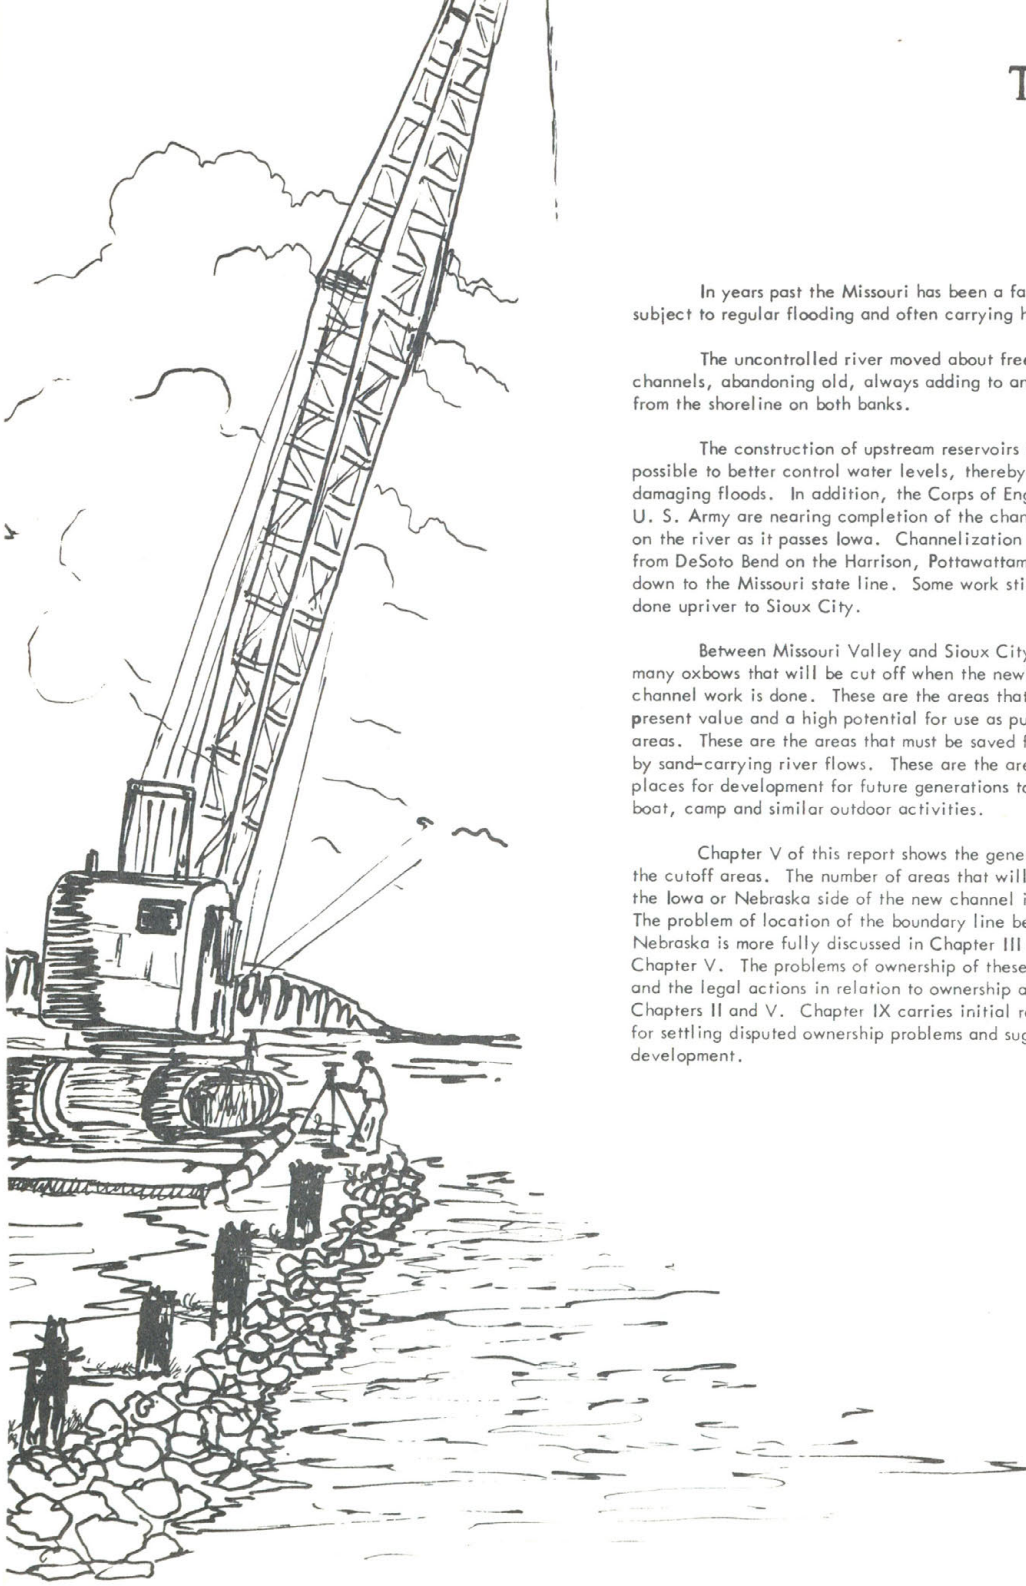 T
In years past the Missouri has been a fa
subject to regular flooding and often carrying h
The uncontrolled river moved about free
channels, abandoning old, always adding to an
from the shoreline on both banks.
The construction of upstream reservoirs
possible to better control water levels, thereby
damaging floods. In addition, the Corps of Eng
U. S. Army are nearing completion of the chan
on the river as it passes Iowa. Channelization
from DeSoto Bend on the Harrison, Pottawattam
down to the Missouri state line. Some work sti
done upriver to Sioux City.
Between Missouri Valley and Sioux City
many oxbows that will be cut off when the new
channel work is done. These are the areas that
present value and a high potential for use as pu
areas. These are the areas that must be saved f
by sand-carrying river flows. These are the are
places for development for future generations to
boat, camp and similar outdoor activities.
Chapter V of this report shows the gene
the cutoff areas. The number of areas that will
the Iowa or Nebraska side of the new channel i
The problem of location of the boundary line be
Nebraska is more fully discussed in Chapter III
Chapter V. The problems of ownership of these
and the legal actions in relation to ownership a
Chapters II and V. Chapter IX carries initial re
for settling disputed ownership problems and sug
development.